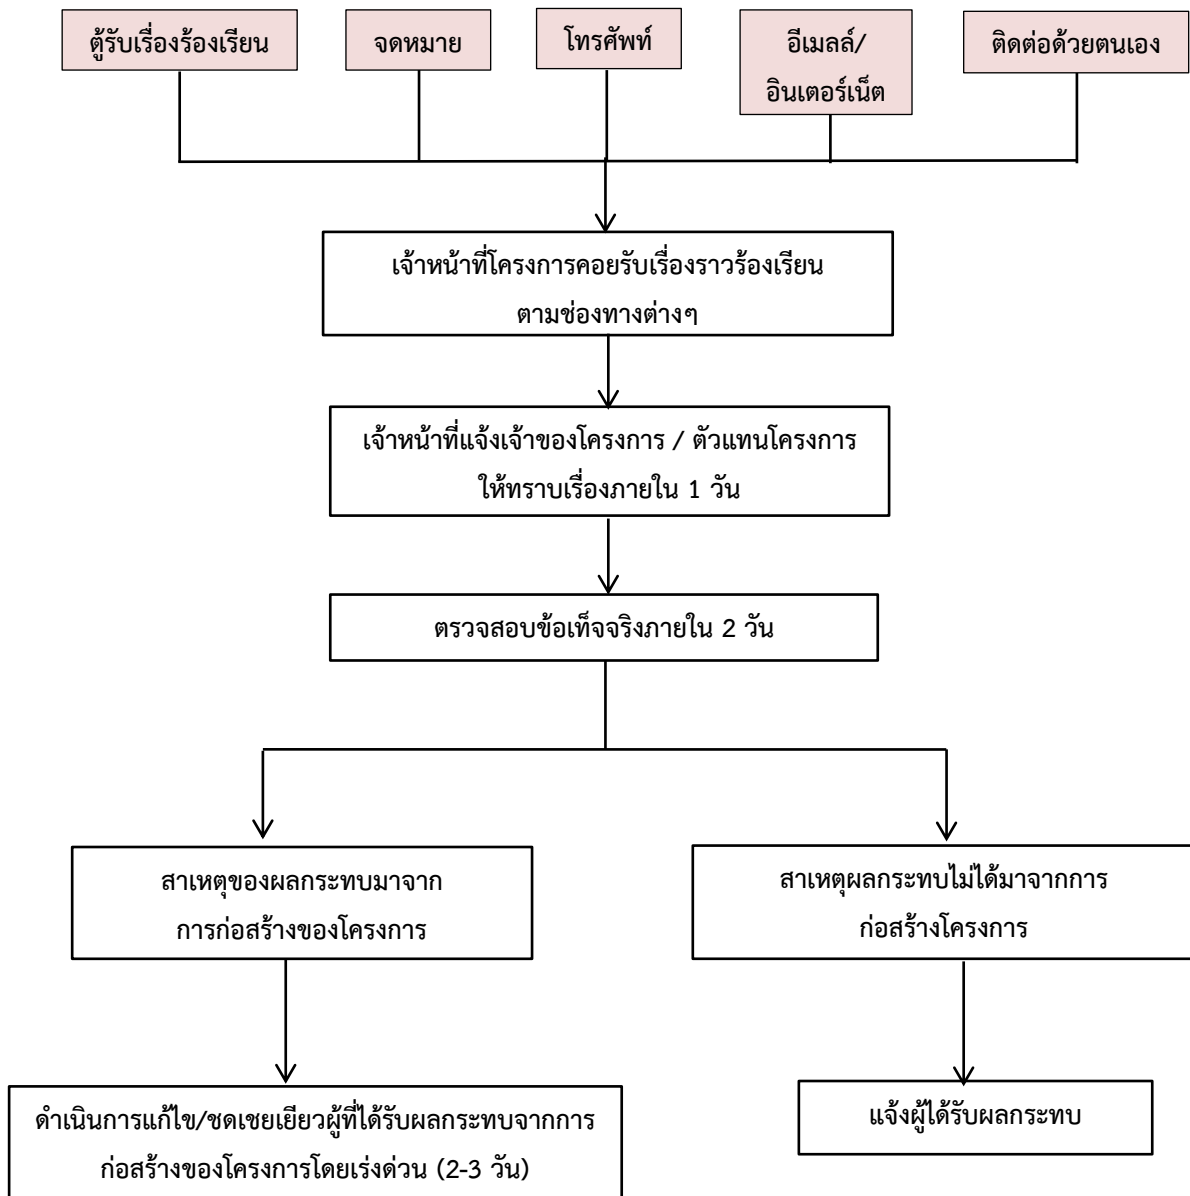 ตู้รับเรื่องร้องเรียน
จดหมาย
โทรศัพท์
อีเมลล์/
อินเตอร์เน็ต
ติดต่อด้วยตนเอง
เจ้าหน้าที่โครงการคอยรับเรื่องราวร้องเรียน
ตามช่องทางต่างๆ
เจ้าหน้าที่แจ้งเจ้าของโครงการ / ตัวแทนโครงการ
ให้ทราบเรื่องภายใน 1 วัน
ตรวจสอบข้อเท็จจริงภายใน 2 วัน
สาเหตุของผลกระทบมาจาก
การก่อสร้างของโครงการ
สาเหตุผลกระทบไม่ได้มาจากการ
ก่อสร้างโครงการ
ดำเนินการแก้ไข/ชดเชยเยียวผู้ที่ได้รับผลกระทบจากการ
ก่อสร้างของโครงการโดยเร่งด่วน (2-3 วัน)
แจ้งผู้ได้รับผลกระทบ